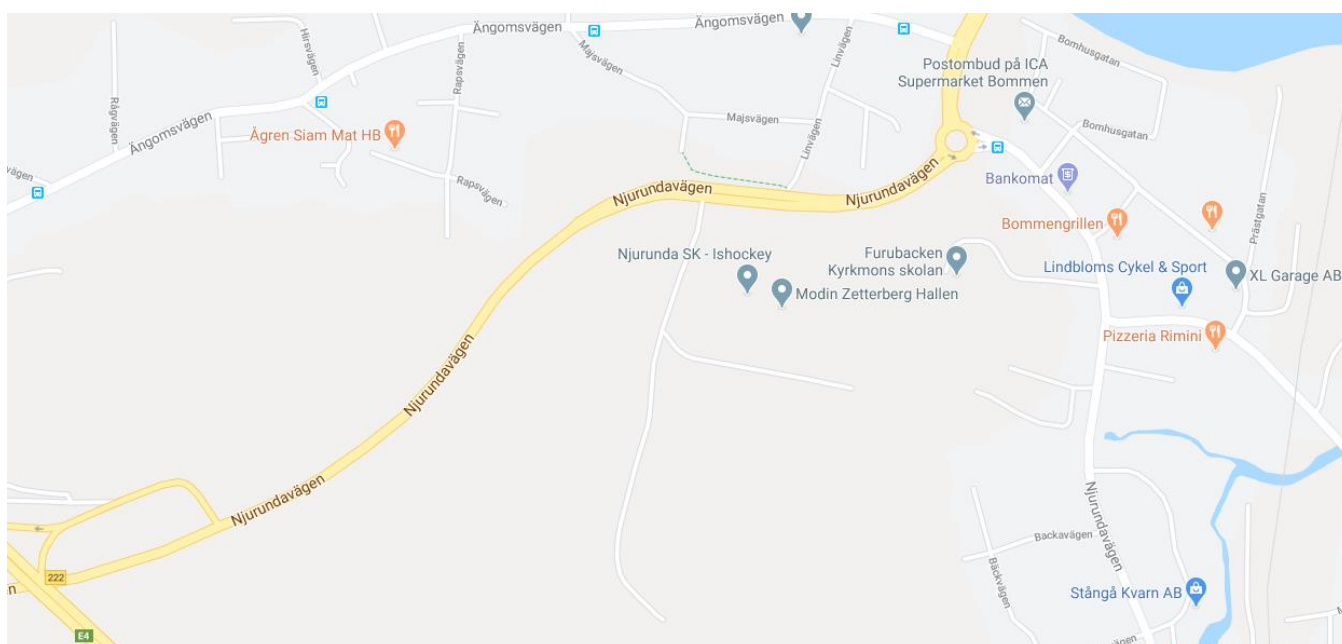 Ängomsvägen
Ängomsvägen
Hirsvägen
Rapsvägen
Majsvägen
Linvägen
Bomhusgatan
Postombud på ICA
Supermarket Bommen
Rågvägen
Ängomsvägen
Ågren Siam Mat HB
Majsvägen
Linvägen
Bomhusgatan
vägen
Rapsvägen
Njurundavägen
Njurundavägen
Bankomat
Prästgatan
Bommengrillen
Njurunda SK - Ishockey
Furubacken
Kyrkmons skolan
Lindbloms Cykel & Sport
XL Garage AB
Modin Zetterberg Hallen
Pizzeria Rimini
Njurundavägen
Njurundavägen
Njurundavägen
Backavägen
Bäckvägen
222
n
Stångå Kvarn AB
E4